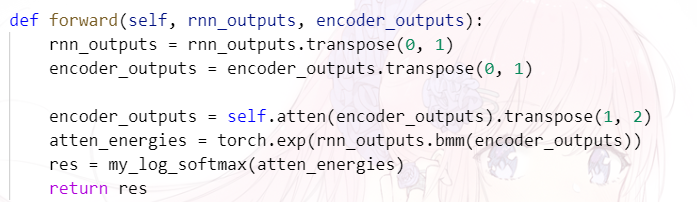 def forward(self, rnn_outputs, encoder_outputs):
    rnn_outputs = rnn_outputs.transpose(0, 1)
    encoder_outputs = encoder_outputs.transpose(0, 1)

    encoder_outputs = self.atten(encoder_outputs).transpose(1, 2)
    atten_energies = torch.exp(rnn_outputs.bmm(encoder_outputs))
    res = my_log_softmax(atten_energies)
    return res